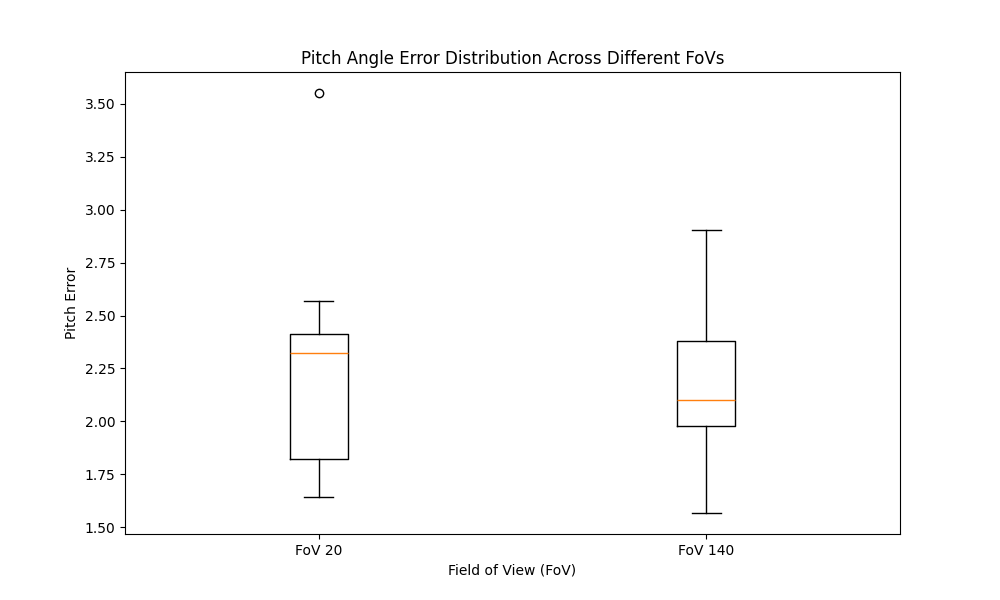 Pitch Angle Error Distribution Across Different FoVs
3.50
3.25
3.00
2.75
2.50
2.25
2.00
1.75
1.50
Pitch Error
FoV 20
FoV 140
Field of View (FoV)